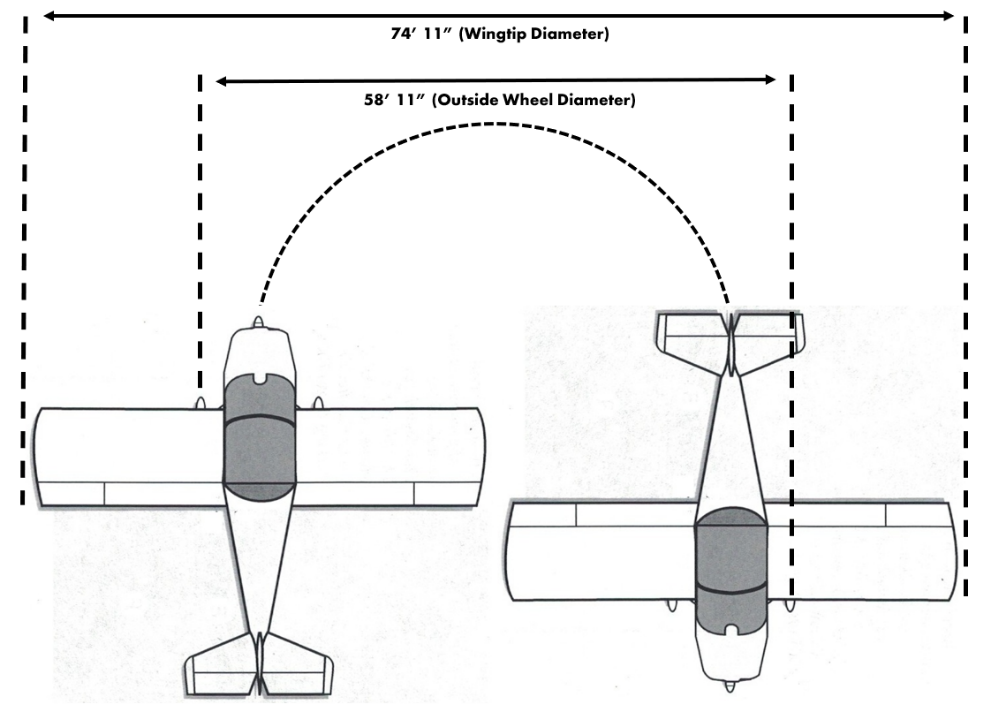 74’ 11” (Wingtip Diameter)
58’ 11” (Outside Wheel Diameter)